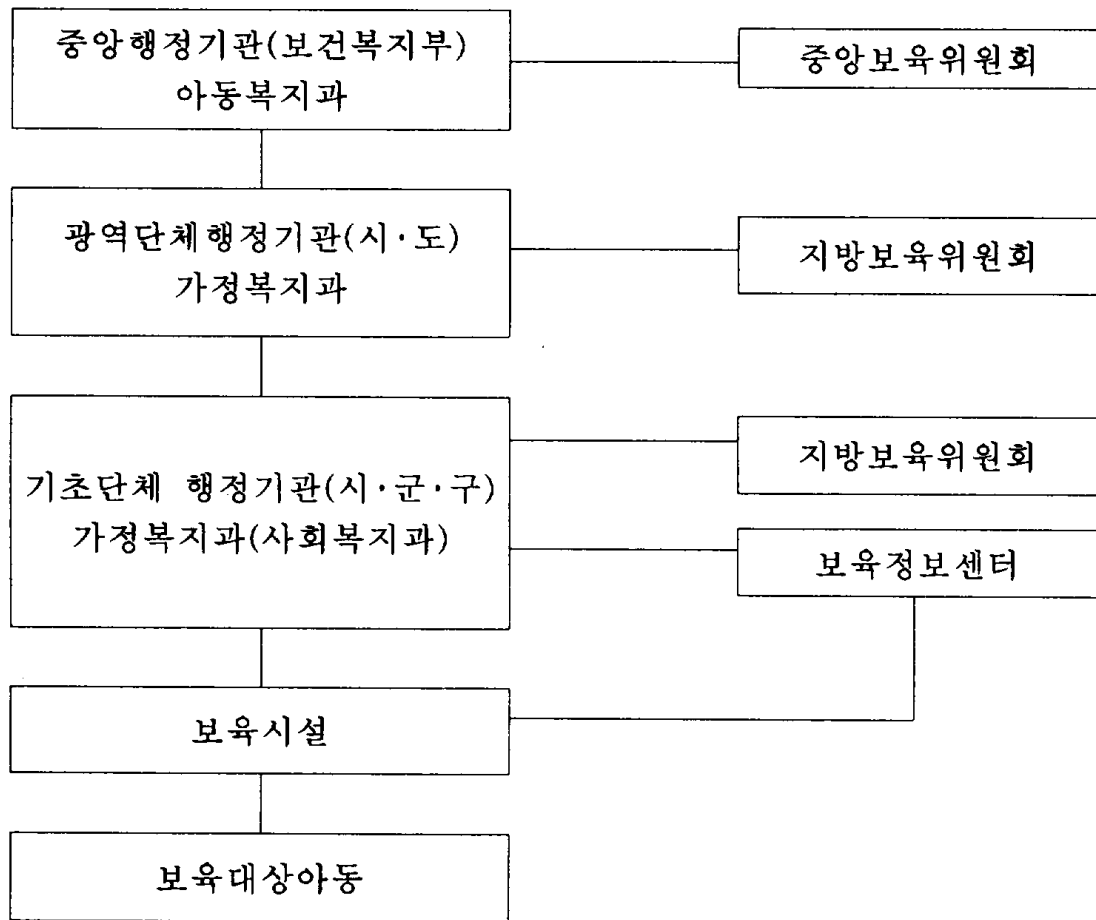 중앙행정기관(보건복지부)
아동복지과
중앙보육위원회
광역단체행정기관(시·도)
가정복지과
지방보육위원회
기초단체 행정기관(시·군·구)
가정복지과(사회복지과)
지방보육위원회
보육정보센터
보육시설
보육대상아동